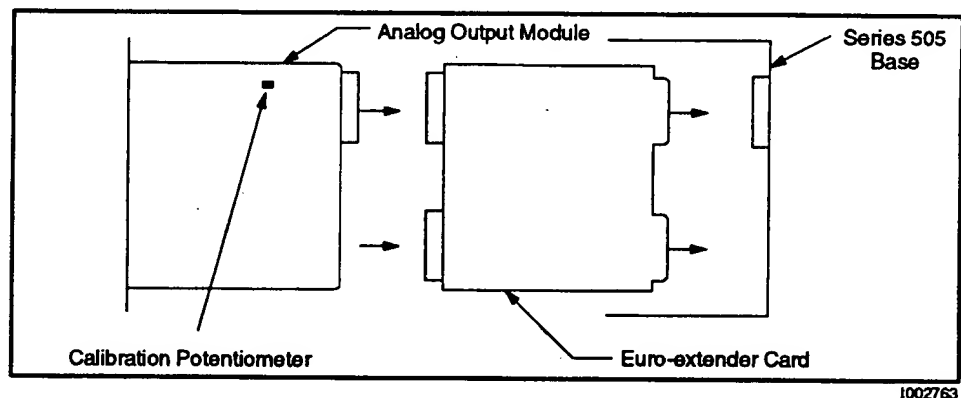 Analog Output Module
Series 505
Base
Calibration Potentiometer
Euro-extender Card
I002763